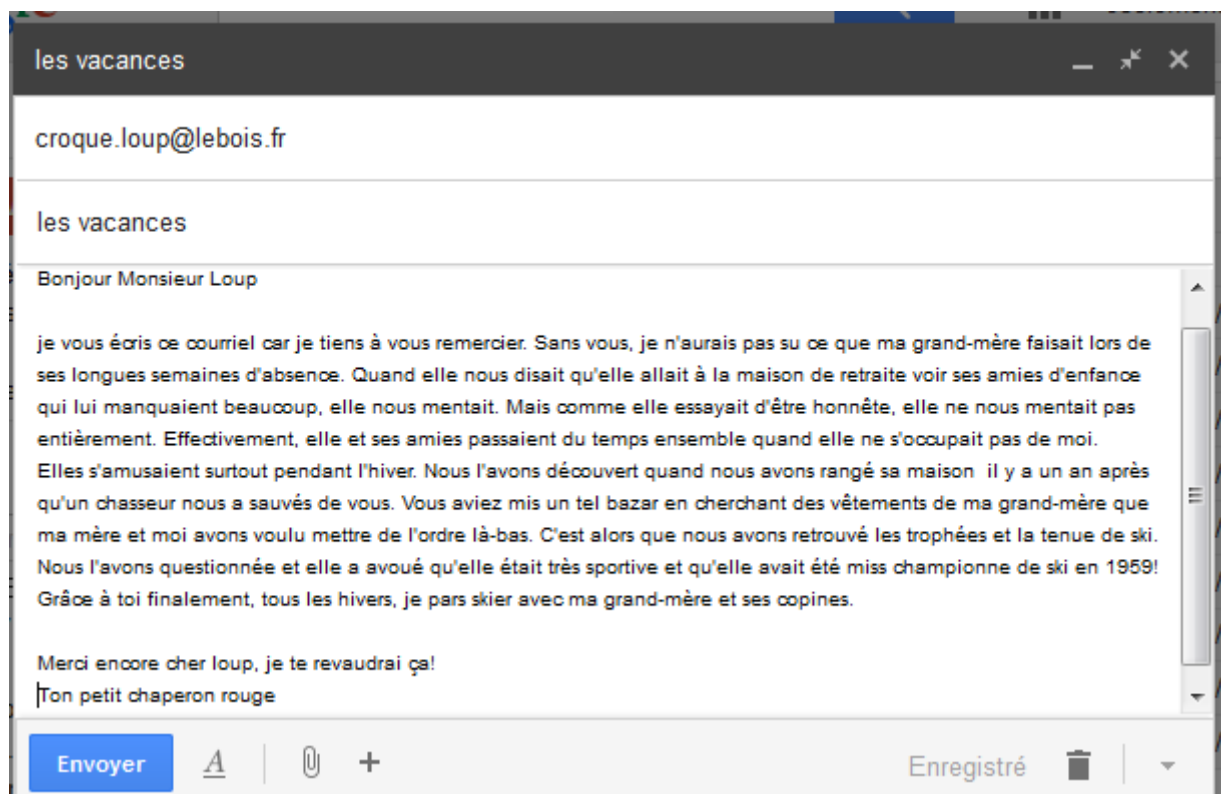 les vacances
croque.loup@lebois.fr
les vacances
Bonjour Monsieur Loup
je vous écris ce courriel car je tiens à vous remercier. Sans vous, je n'aurais pas su ce que ma grand-mère faisait lors de
ses longues semaines d'absence. Quand elle nous disait qu'elle allait à la maison de retraite voir ses amies d'enfance
qui lui manquaient beaucoup, elle nous mentait. Mais comme elle essayait d'être honnête, elle ne nous mentait pas
entièrement. Effectivement, elle et ses amies passaient du temps ensemble quand elle ne s'occupait pas de moi.
Elles s'amusaient surtout pendant l'hiver. Nous l'avons découvert quand nous avons rangé sa maison  il y a un an après
qu'un chasseur nous a sauvés de vous. Vous aviez mis un tel bazar en cherchant des vêtements de ma grand-mère que
ma mère et moi avons voulu mettre de l'ordre là-bas. C'est alors que nous avons retrouvé les trophées et la tenue de ski.
Nous l'avons questionnée et elle a avoué qu'elle était très sportive et qu'elle avait été miss championne de ski en 1959!
Grâce à toi finalement, tous les hivers, je pars skier avec ma grand-mère et ses copines.
Merci encore cher loup, je te revaudrai ça!
Ton petit chaperon rouge
Envoyer A Enregistré